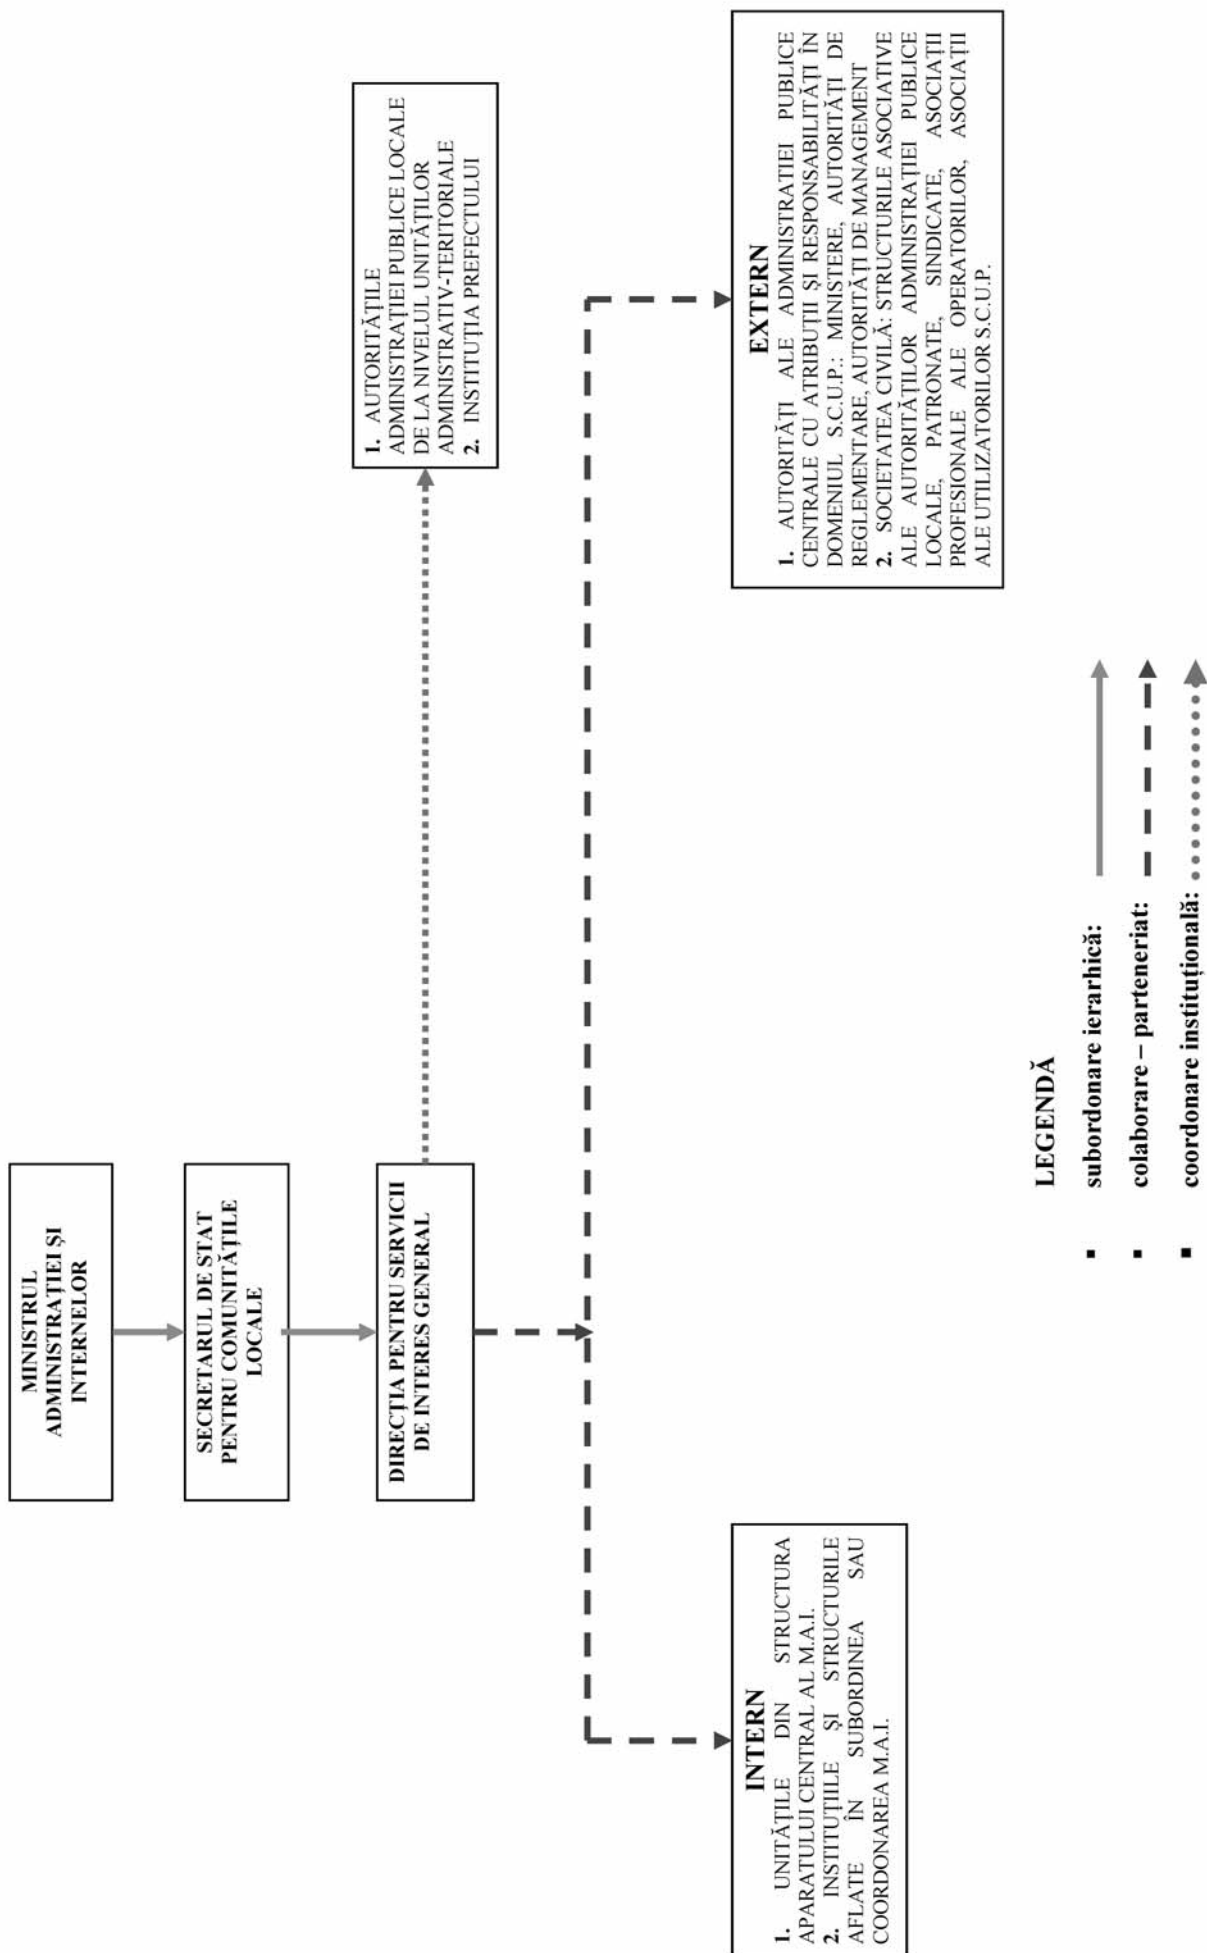 MINISTRUL
ADMINISTRAȚIEI ȘI
INTERNELOR
SECRETARUL DE STAT
PENTRU COMUNITĂȚILE
LOCALE
DIRECȚIA PENTRU SERVICII
DE INTERES GENERAL
1. AUTORITĂȚILE
ADMINISTRAȚIEI PUBLICE LOCALE
DE LA NIVELUL UNITĂȚILOR
ADMINISTRATIV-TERITORIALE
2. INSTITUȚIA PREFECTULUI
INTERN
1. UNITĂȚILE DIN STRUCTURA
APARATULUI CENTRAL AL M.A.I.
2. INSTITUȚIILE ȘI STRUCTURILE
AFLATE ÎN SUBORDINEA SAU
COORDONAREA M.A.I.
EXTERN
1. AUTORITĂȚI ALE ADMINISTRATIEI PUBLICE
CENTRALE CU ATRIBUȚII ȘI RESPONSABILITĂȚI ÎN
DOMENIUL S.C.U.P.: MINISTERE, AUTORITĂȚI DE
REGLEMENTARE, AUTORITĂȚI DE MANAGEMENT
2. SOCIETATEA CIVILĂ: STRUCTURILE ASOCIATIVE
ALE AUTORITĂȚILOR ADMINISTRAȚIEI PUBLICE
LOCALE, PATRONATE, SINDICATE, ASOCIAȚII
PROFESIONALE ALE OPERATORILOR, ASOCIAȚII
ALE UTILIZATORILOR S.C.U.P.
LEGENDĂ
▪ subordonare ierarhică:
▪ colaborare – parteneriat:
▪ coordonare instituțională: